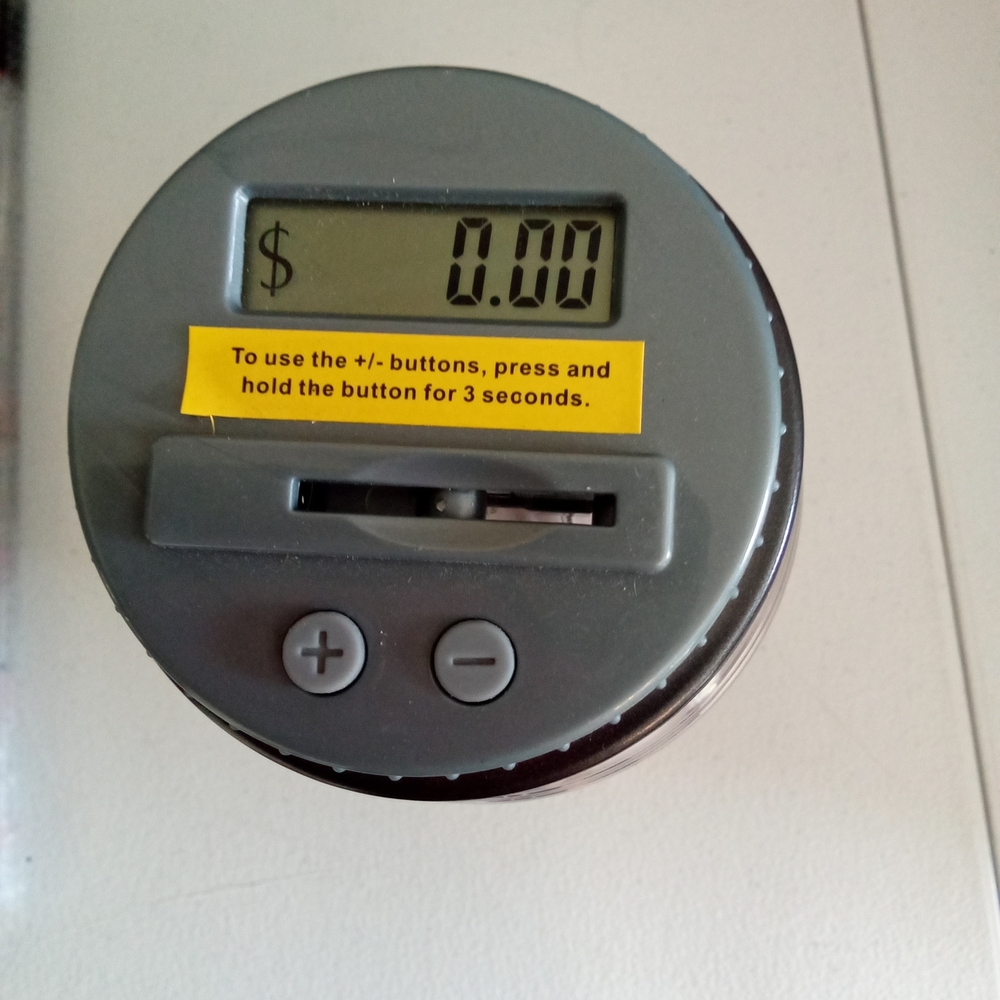 $ 0.00
To use the +/- buttons, press and
hold the button for 3 seconds.
+ -